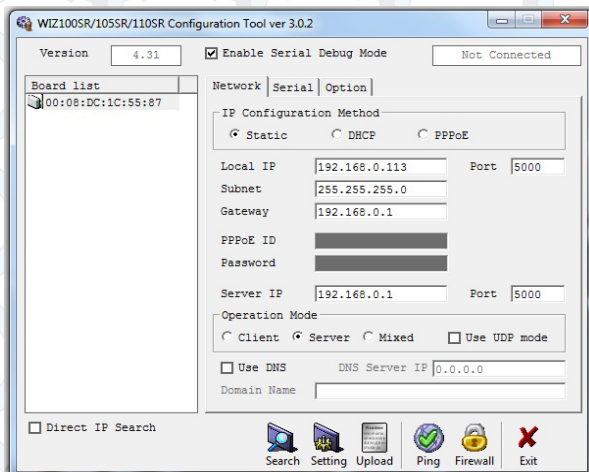 WIZ100SR/105SR/110SR Configuration Tool ver 3.0.2
Version 4.31 Enable Serial Debug Mode Not Connected
Board list
00:08:DC:1C:55:87
Network Serial Option
IP Configuration Method
Static DHCP PPPoE
Local IP 192.168.0.113 Port 5000
Subnet 255.255.255.0
Gateway 192.168.0.1
PPPoE ID
Password
Server IP 192.168.0.1 Port 5000
Operation Mode
Client Server Mixed Use UDP mode
Use DNS DNS Server IP 0.0.0.0
Domain Name
Direct IP Search
Search Setting Upload Ping Firewall Exit